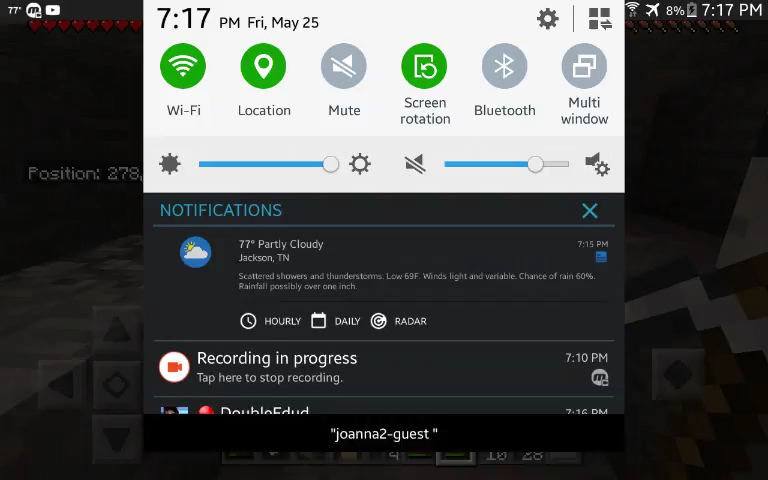 77°
8%
7:17 PM
7:17 PM Fri, May 25
Wi-Fi
Location
Mute
Screen rotation
Bluetooth
Multi window
Position: 278,
NOTIFICATIONS
77° Partly Cloudy
7:15 PM
Jackson, TN
Scattered showers and thunderstorms. Low 69F. Winds light and variable. Chance of rain 60%.
Rainfall possibly over one inch.
HOURLY
DAILY
RADAR
Recording in progress
7:10 PM
Tap here to stop recording.
DoubleEdud
7:16 PM
"joanna2-guest "
10 28